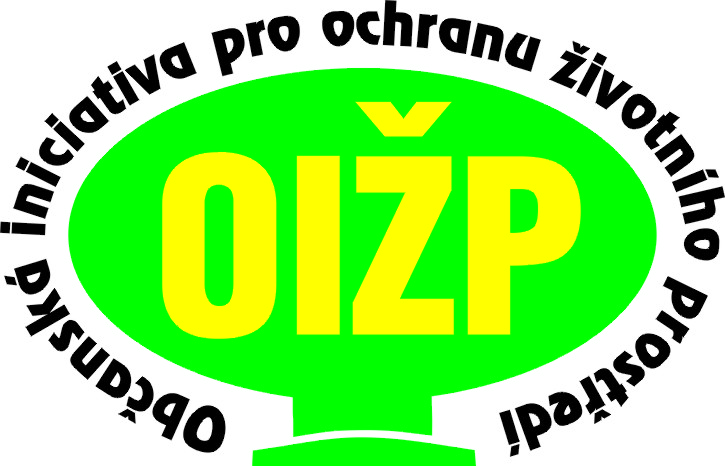 Občanská iniciativa pro ochranu životního prostředí
OIŽP